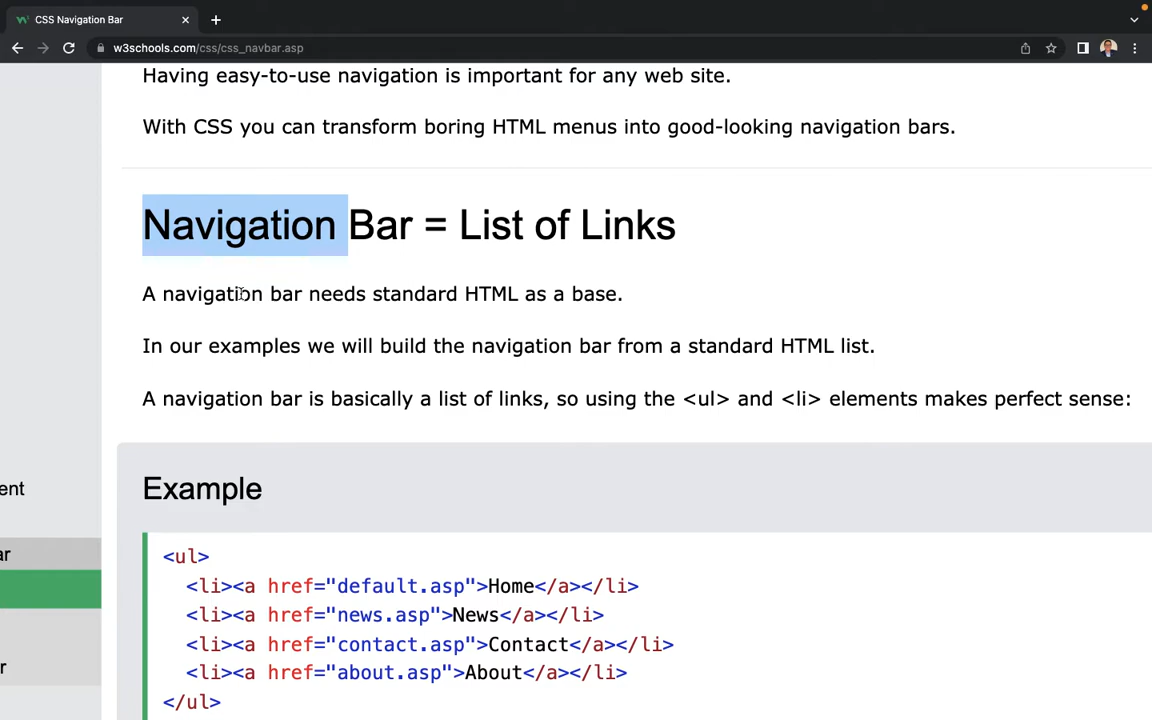 CSS Navigation Bar
w3schools.com/css/css_navbar.asp
Having easy-to-use navigation is important for any web site.
With CSS you can transform boring HTML menus into good-looking navigation bars.
Navigation Bar = List of Links
A navigation bar needs standard HTML as a base.
In our examples we will build the navigation bar from a standard HTML list.
A navigation bar is basically a list of links, so using the <ul> and <li> elements makes perfect sense:
ent
Example
ar
<ul>
<li><a href="default.asp">Home</a></li>
<li><a href="news.asp">News</a></li>
<li><a href="contact.asp">Contact</a></li>
r
<li><a href="about.asp">About</a></li>
</ul>